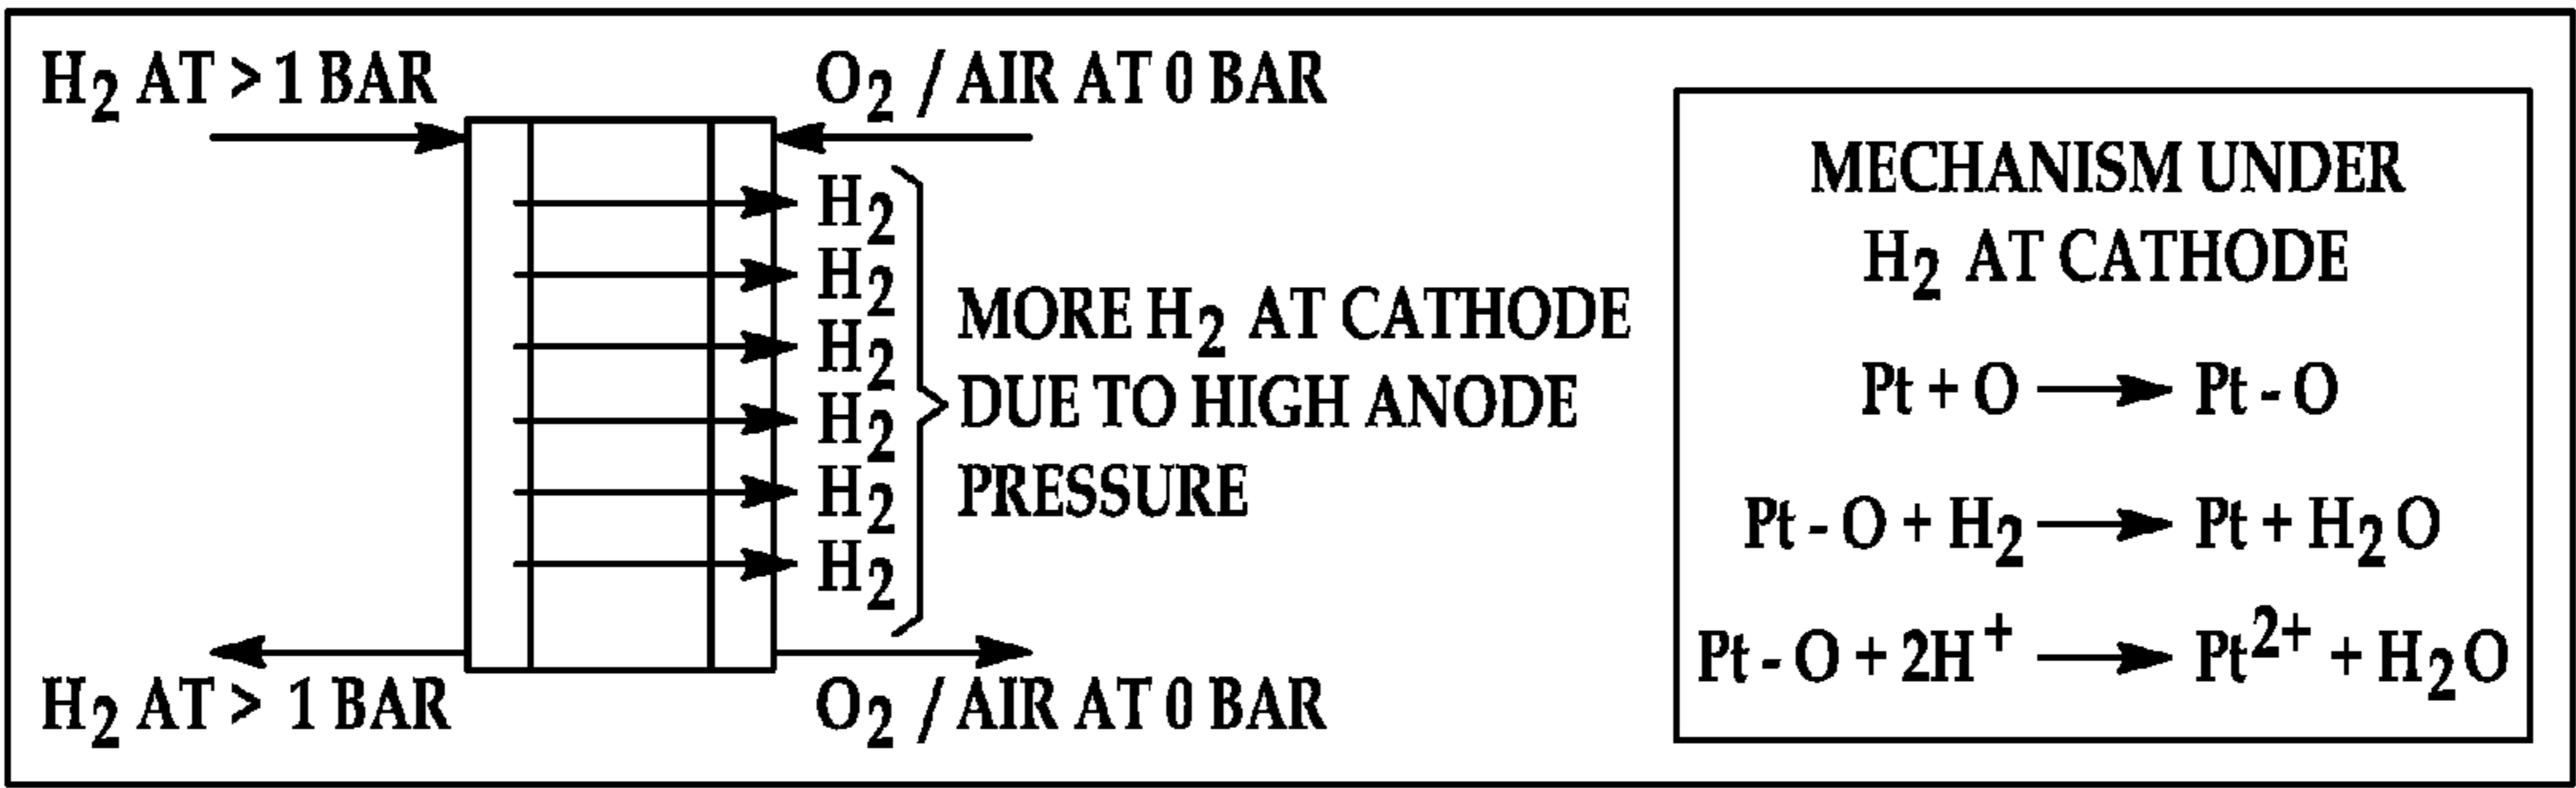 H₂ AT > 1 BAR
O₂ / AIR AT 0 BAR
H₂
H₂
H₂
H₂
H₂
H₂
MORE H₂ AT CATHODE
DUE TO HIGH ANODE
PRESSURE
H₂ AT > 1 BAR
O₂ / AIR AT 0 BAR
MECHANISM UNDER
H₂ AT CATHODE
Pt + O ⟶ Pt - O
Pt - O + H₂ ⟶ Pt + H₂O
Pt - O + 2H⁺ ⟶ Pt²⁺ + H₂O